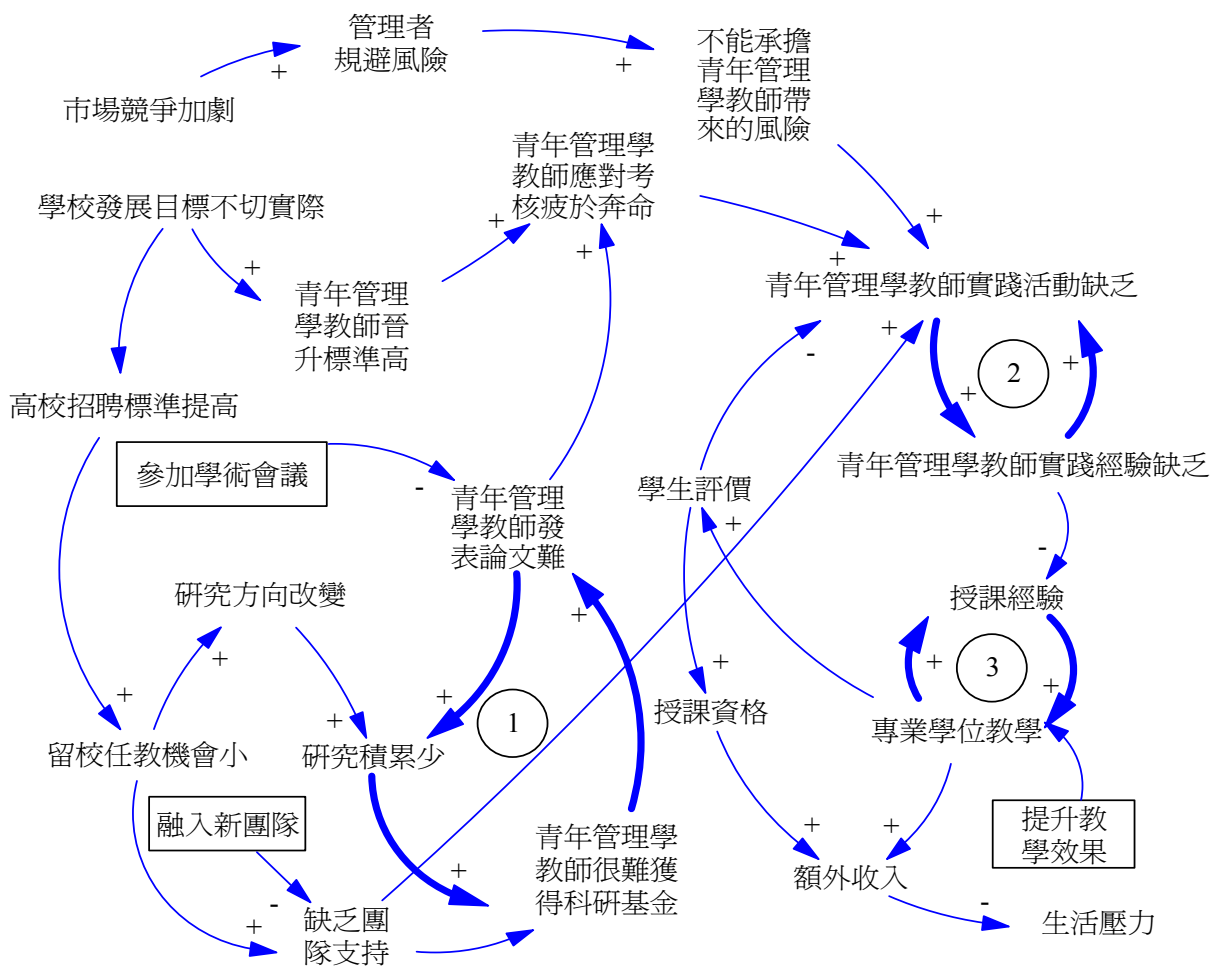 管理者
規避風險
不能承擔
青年管理
學教師帶
來的風險
+
+
市場競爭加劇
青年管理學
教師應對考
核疲於奔命
學校發展目標不切實際
+
+
+
+
+
青年管理學教師實踐活動缺乏
青年管理
學教師晉
升標準高
+
-
2
+
+
高校招聘標準提高
參加學術會議
-
青年管理
學教師發
表論文難
學生評價
青年管理學教師實踐經驗缺乏
+
-
研究方向改變
授課經驗
+
+
+
3
+
+
+
+
+
1
授課資格
專業學位教學
留校任教機會小
研究積累少
融入新團隊
提升教
學效果
青年管理學
教師很難獲
得科研基金
+
+
+
額外收入
-
+
缺乏團
隊支持
-
生活壓力